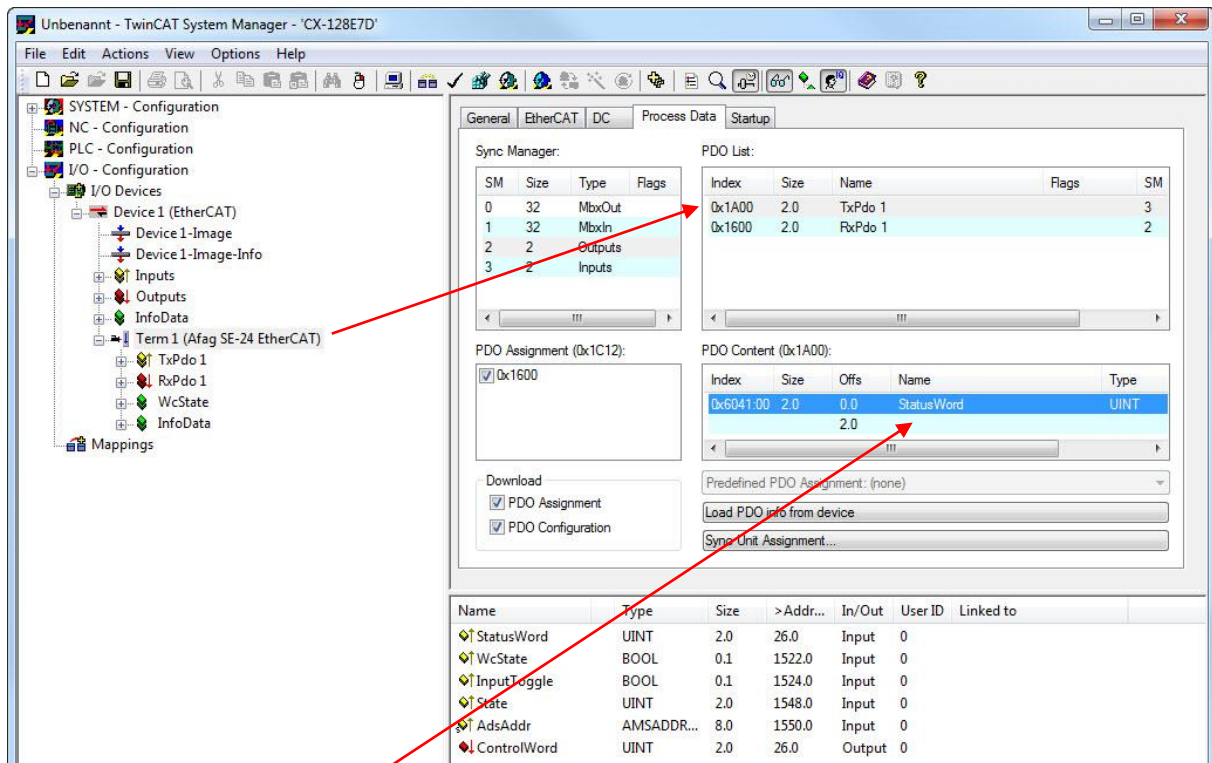 Unbenannt - TwinCAT System Manager - 'CX-128E7D'
File Edit Actions View Options Help
SYSTEM - Configuration
NC - Configuration
PLC - Configuration
I/O - Configuration
I/O Devices
Device 1 (EtherCAT)
Device 1-Image
Device 1-Image-Info
Inputs
Outputs
InfoData
Term 1 (Afag SE-24 EtherCAT)
TxPdo 1
RxPdo 1
WcState
InfoData
Mappings
General EtherCAT DC Process Data Startup
Sync Manager:
SM Size Type Flags
0 32 MbxOut
1 32 MbxIn
2 2 Outputs
3 2 Inputs
PDO List:
Index Size Name Flags SM
0x1A00 2.0 TxPdo 1 3
0x1600 2.0 RxPdo 1 2
PDO Assignment (0x1C12):
0x1600
PDO Content (0x1A00):
Index Size Offs Name Type
0x6041:00 2.0 0.0 StatusWord UINT
2.0
Download
PDO Assignment
PDO Configuration
Predefined PDO Assignment: (none)
Load PDO info from device
Sync Unit Assignment...
Name Type Size >Addr... In/Out User ID Linked to
StatusWord UINT 2.0 26.0 Input 0
WcState BOOL 0.1 1522.0 Input 0
InputToggle BOOL 0.1 1524.0 Input 0
State UINT 2.0 1548.0 Input 0
AdsAddr AMSADDR... 8.0 1550.0 Input 0
ControlWord UINT 2.0 26.0 Output 0